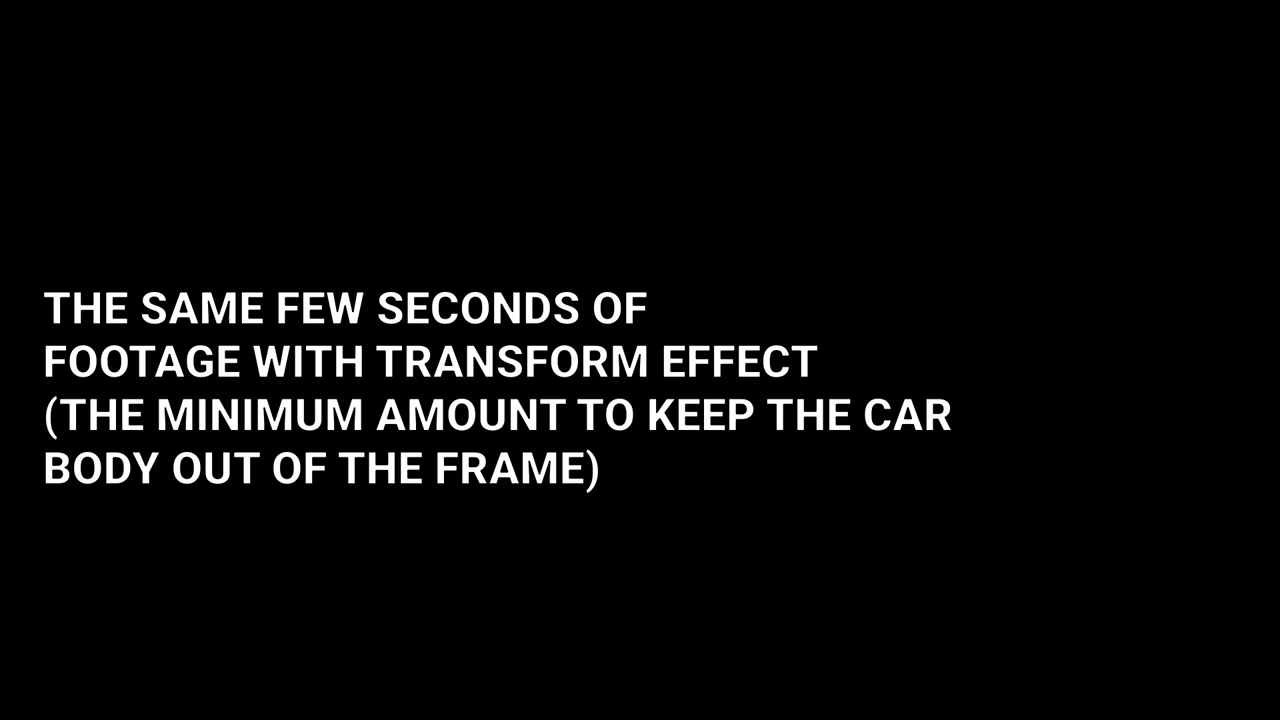 THE SAME FEW SECONDS OF
FOOTAGE WITH TRANSFORM EFFECT
(THE MINIMUM AMOUNT TO KEEP THE CAR
BODY OUT OF THE FRAME)